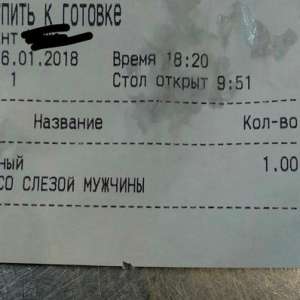 ПИТЬ К ГОТОВКЕ
НТ
6.01.2018 Время 18:20
1 Стол открыт 9:51
Название Кол-во
ный 1.00
СО СЛЕЗОЙ МУЖЧИНЫ